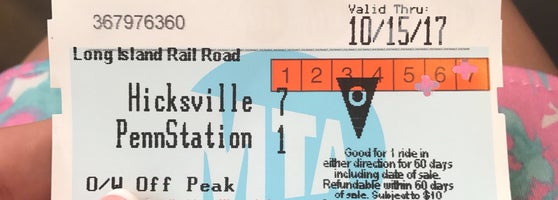 367976360
Valid Thru:
10/15/17
Long Island Rail Road
1 2 3 4 5 6 7
Hicksville 7
PennStation 1
MTA
O/W Off Peak
Good for 1 ride in
either direction for 60 days
including date of sale.
Refundable within 60 days
of sale. Subject to $10